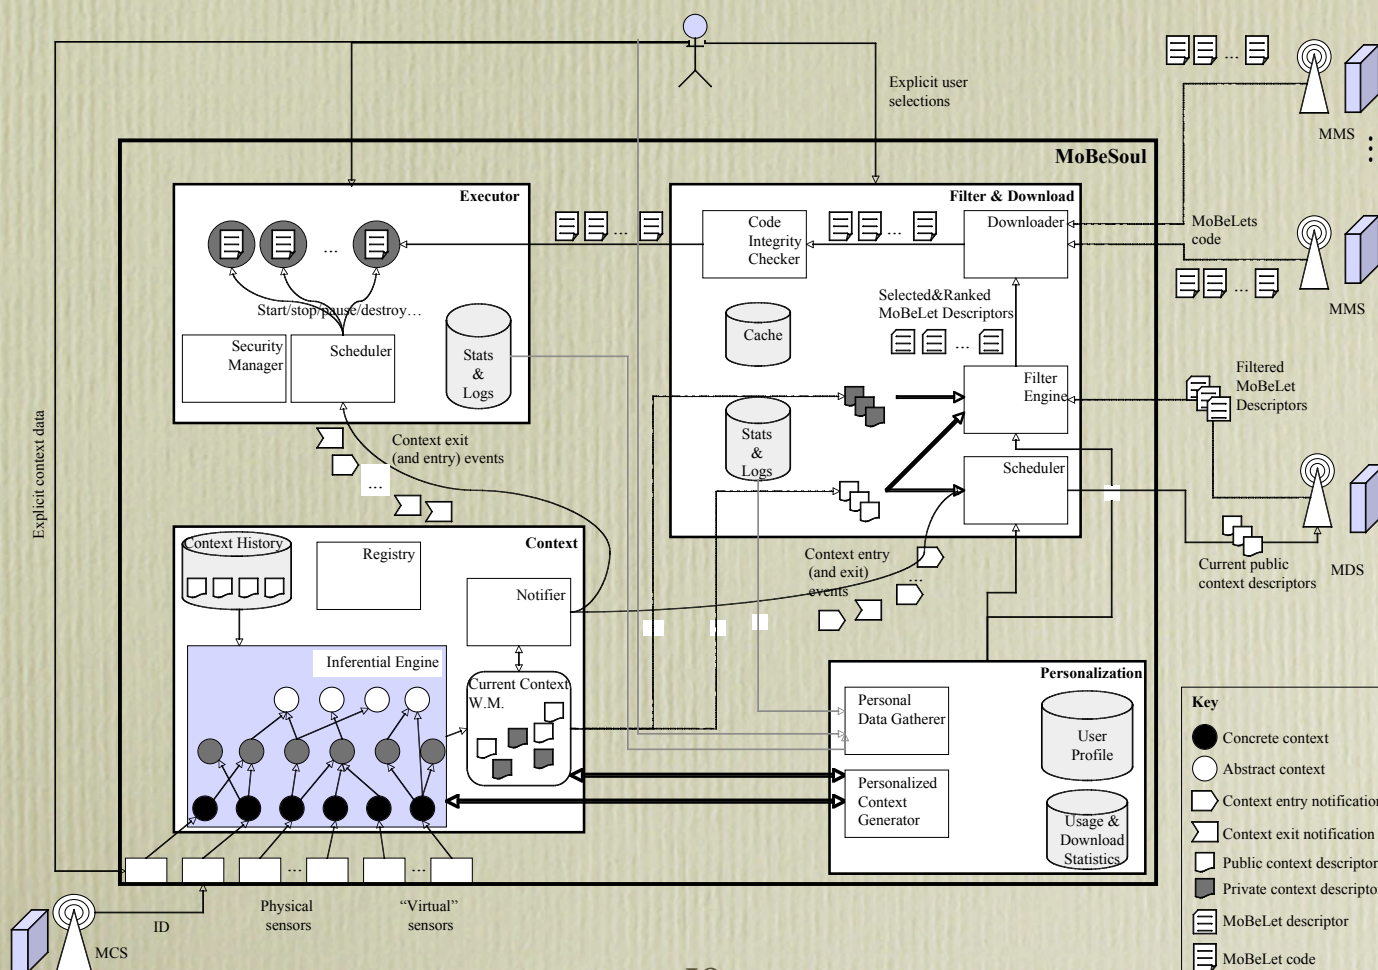 Explicit user
selections
MMS
MoBeSoul
Executor
Filter & Download
Code
Integrity
Checker
...
...
Downloader
MoBeLets
code
...
...
...
Start/stop/pause/destroy…
Selected&Ranked
MoBeLet Descriptors
MMS
Security
Manager
Scheduler
Stats
&
Logs
Cache
...
Filter
Engine
Filtered
MoBeLet
Descriptors
Explicit context data
Context exit
(and entry) events
...
Stats
&
Logs
Scheduler
Context History
Registry
Context
Context entry
(and exit)
events
...
Current public
context descriptors
MDS
Notifier
Inferential Engine
Current Context
W.M.
Personalization
Personal
Data Gatherer
User
Profile
Personalized
Context
Generator
Usage &
Download
Statistics
...
...
Physical
sensors
“Virtual”
sensors
ID
MCS
Key
Concrete context
Abstract context
Context entry notification
Context exit notification
Public context descriptor
Private context descripto
MoBeLet descriptor
MoBeLet code